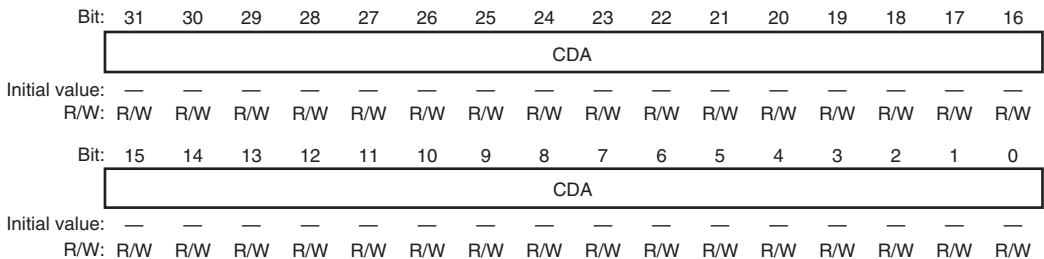 Bit: 31 30 29 28 27 26 25 24 23 22 21 20 19 18 17 16
CDA
Initial value: — — — — — — — — — — — — — — — —
R/W: R/W R/W R/W R/W R/W R/W R/W R/W R/W R/W R/W R/W R/W R/W R/W R/W
Bit: 15 14 13 12 11 10 9 8 7 6 5 4 3 2 1 0
CDA
Initial value: — — — — — — — — — — — — — — — —
R/W: R/W R/W R/W R/W R/W R/W R/W R/W R/W R/W R/W R/W R/W R/W R/W R/W